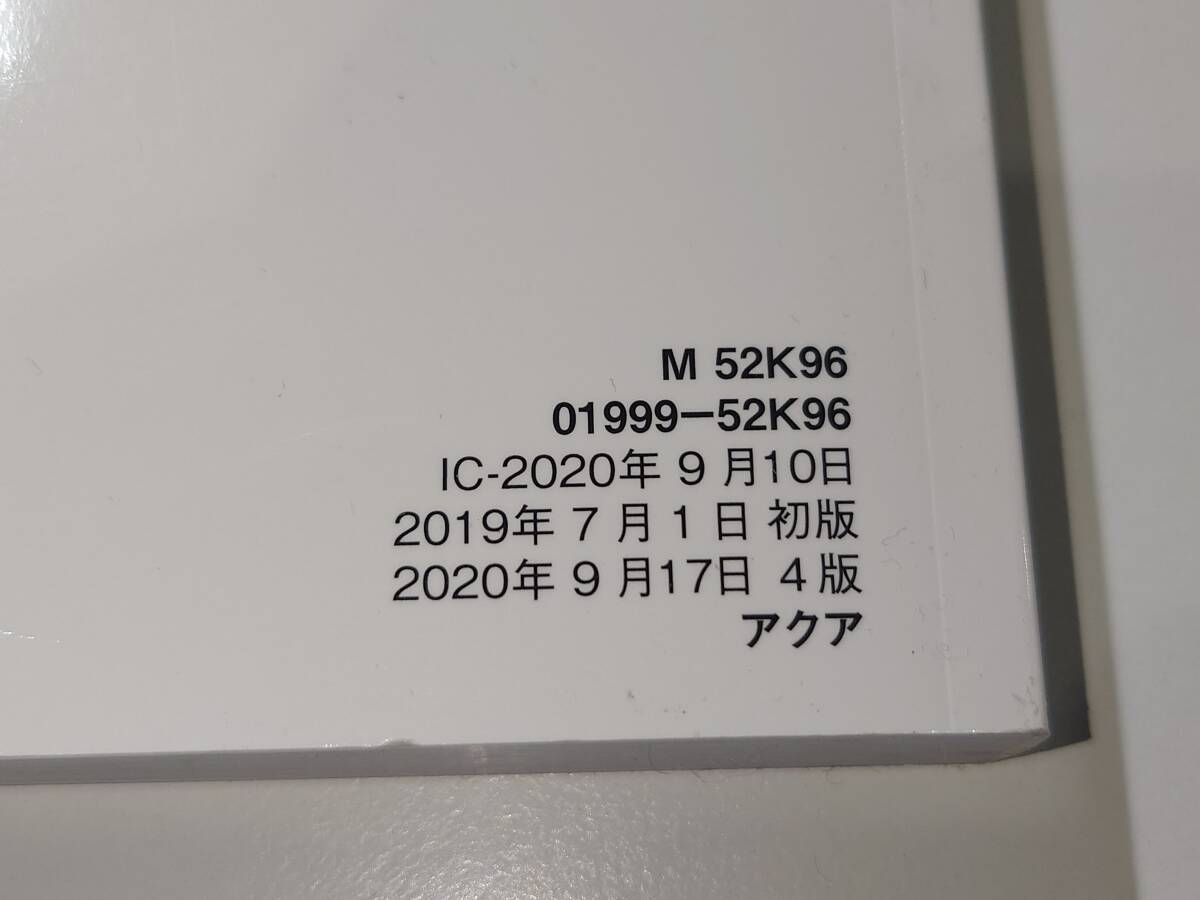 M 52K96
01999-52K96
IC-2020年 9 月10日
2019年 7 月 1 日 初版
2020年 9 月17日 4 版
アクア